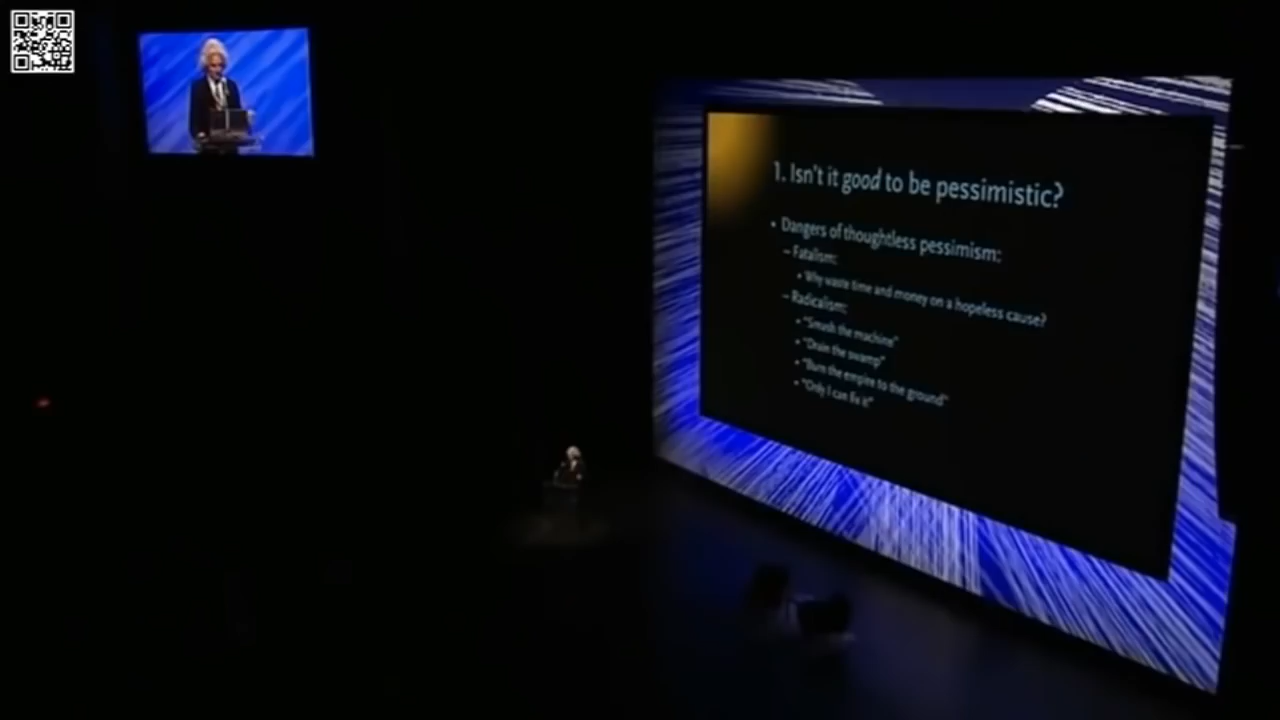 1. Isn't it good to be pessimistic?
• Dangers of thoughtless pessimism:
– Fatalism:
• Why waste time and money on a hopeless cause?
– Radicalism:
• "Smash the machine"
• "Drain the swamp"
• "Burn the empire to the ground"
• "Only I can fix it"